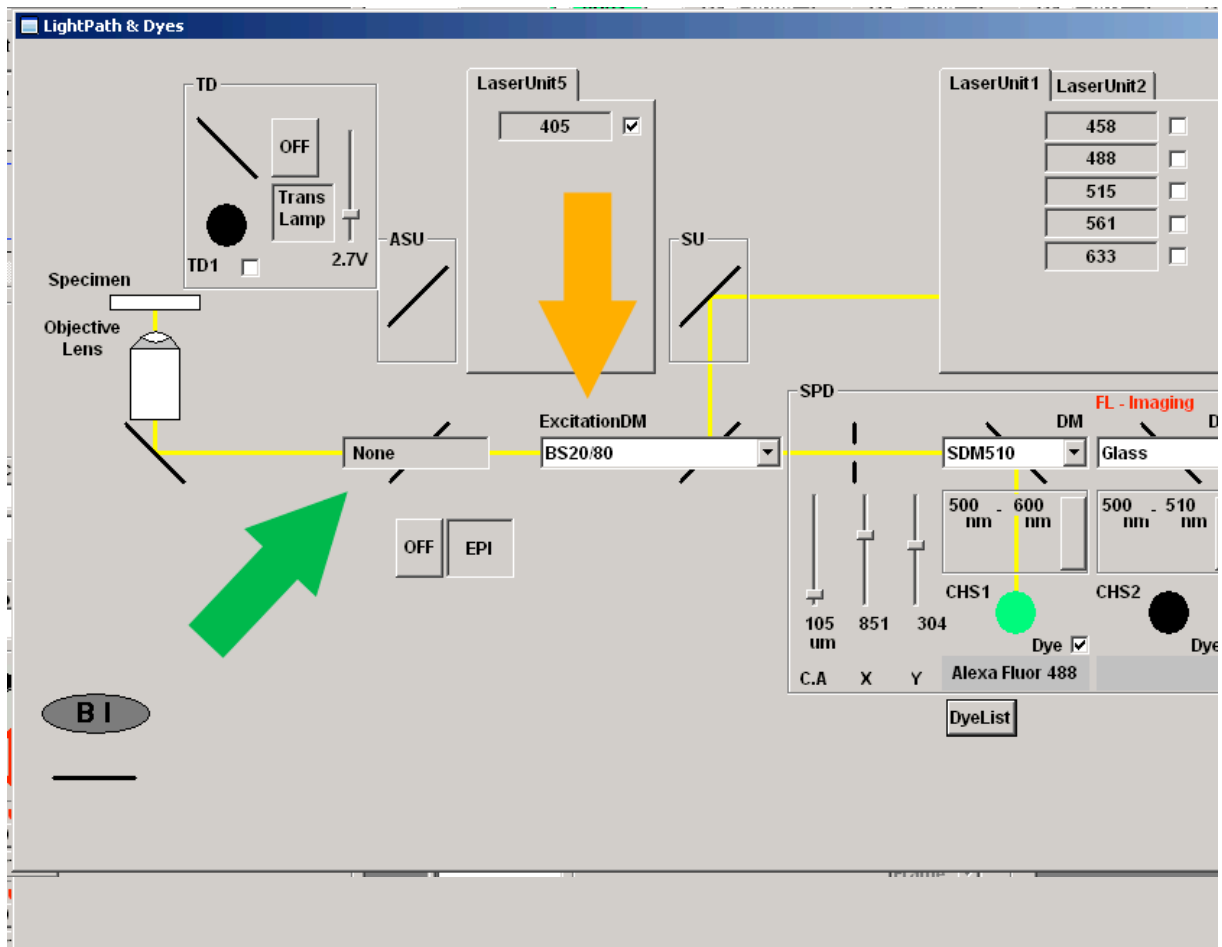 LightPath & Dyes
TD
OFF
Trans
Lamp
TD1
2.7V
LaserUnit5
405
LaserUnit1
LaserUnit2
458
488
515
561
633
ASU
SU
Specimen
Objective
Lens
None
ExcitationDM
BS20/80
OFF
EPI
SPD
FL - Imaging
DM
D
SDM510
Glass
500 - 600
nm nm
500 - 510
nm nm
CHS1
CHS2
105 851 304
um
Dye
Dye
C.A X Y
Alexa Fluor 488
DyeList
B I